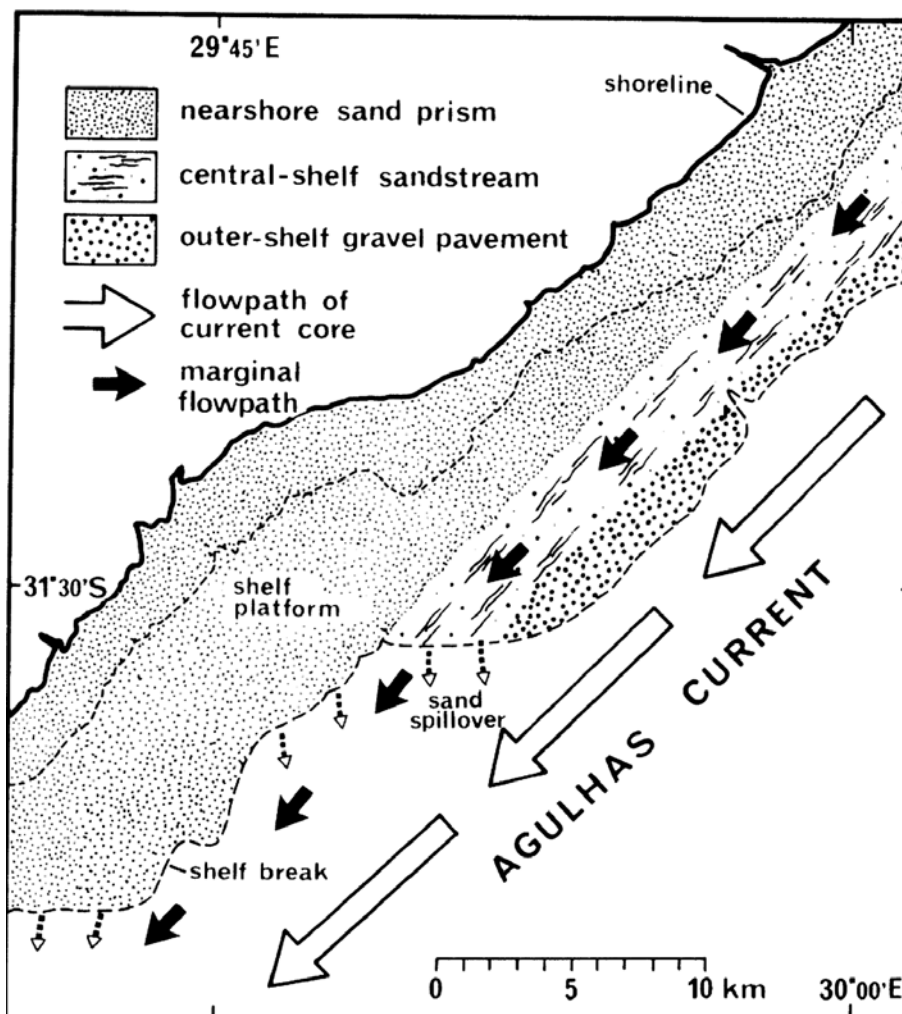 29°45'E
nearshore sand prism
central-shelf sandstream
outer-shelf gravel pavement
flowpath of
current core
marginal
flowpath
shoreline
31°30'S
shelf
platform
sand
spillover
shelf break
AGULHAS CURRENT
0 5 10 km
30°00'E